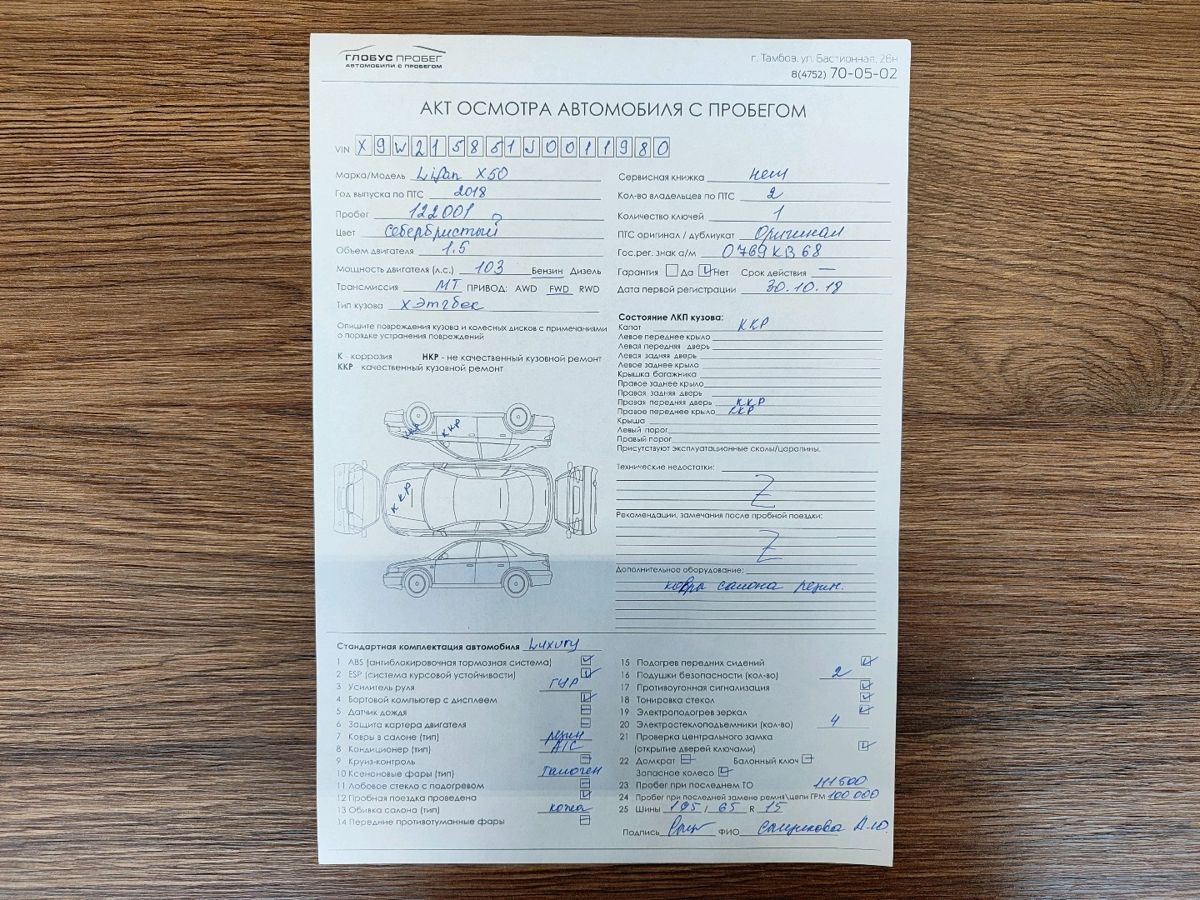 ГЛОБУС ПРОБЕГ
АВТОМОБИЛИ С ПРОБЕГОМ
г. Тамбов, ул. Бастионная, 28н
8(4752) 70-05-02
АКТ ОСМОТРА АВТОМОБИЛЯ С ПРОБЕГОМ
VIN X9W215851J0011980
Марка/Модель Lifan X50
Год выпуска по ПТС 2018
Пробег 122001
Цвет Себербристый
Объем двигателя 1.5
Мощность двигателя (л.с.) 103 Бензин Дизель
Трансмиссия МТ ПРИВОД: AWD FWD RWD
Тип кузова Хэтчбек
Сервисная книжка нет
Кол-во владельцев по ПТС 2
Количество ключей 1
ПТС оригинал / дубликат Оригинал
Гос.рег. знак а/м О769КВ68
Гарантия Да Нет Срок действия —
Дата первой регистрации 30.10.18
Опишите повреждения кузова и колесных дисков с примечаниями
о порядке устранения повреждений
К - коррозия НКР - не качественный кузовной ремонт
ККР качественный кузовной ремонт
ККР ККР
ККР
Состояние ЛКП кузова:
Капот ККР
Левое переднее крыло
Левая передняя дверь
Левая задняя дверь
Левое заднее крыло
Крышка багажника
Правое заднее крыло
Правая задняя дверь
Правая передняя дверь ККР
Правое переднее крыло ККР
Крыша
Левый порог
Правый порог
Присутствуют эксплуатационные сколы/царапины.
Технические недостатки:
Z
Рекомендации, замечания после пробной поездки:
Z
Дополнительное оборудование:
ковры салона резин.
Стандартная комплектация автомобиля Luxury
1 ABS (антиблокировочная тормозная система)
2 ESP (система курсовой устойчивости)
3 Усилитель руля ГУР
4 Бортовой компьютер с дисплеем
5 Датчик дождя
6 Защита картера двигателя
7 Ковры в салоне (тип) резин
8 Кондиционер (тип) А/С
9 Круиз-контроль
10 Ксеноновые фары (тип) галоген
11 Лобовое стекло с подогревом
12 Пробная поездка проведена
13 Обивка салона (тип) кожа
14 Передние противотуманные фары
15 Подогрев передних сидений
16 Подушки безопасности (кол-во) 2
17 Противоугонная сигнализация
18 Тонировка стекол
19 Электроподогрев зеркал
20 Электростеклоподъемники (кол-во) 4
21 Проверка центрального замка
(открытие дверей ключами)
22 Домкрат Балонный ключ
Запасное колесо
23 Пробег при последнем ТО 111500
24 Пробег при последней замене ремня\цепи ГРМ 100 000
25 Шины 195 / 65 R 15
Подпись ФИО А.Ю.